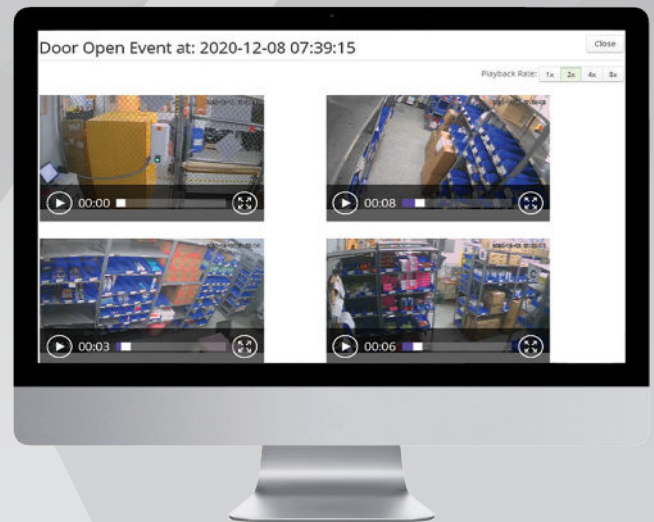 Door Open Event at: 2020-12-08 07:39:15
Close
Playback Rate: 1x 2x 4x 8x
00:00
00:08
00:03
00:06